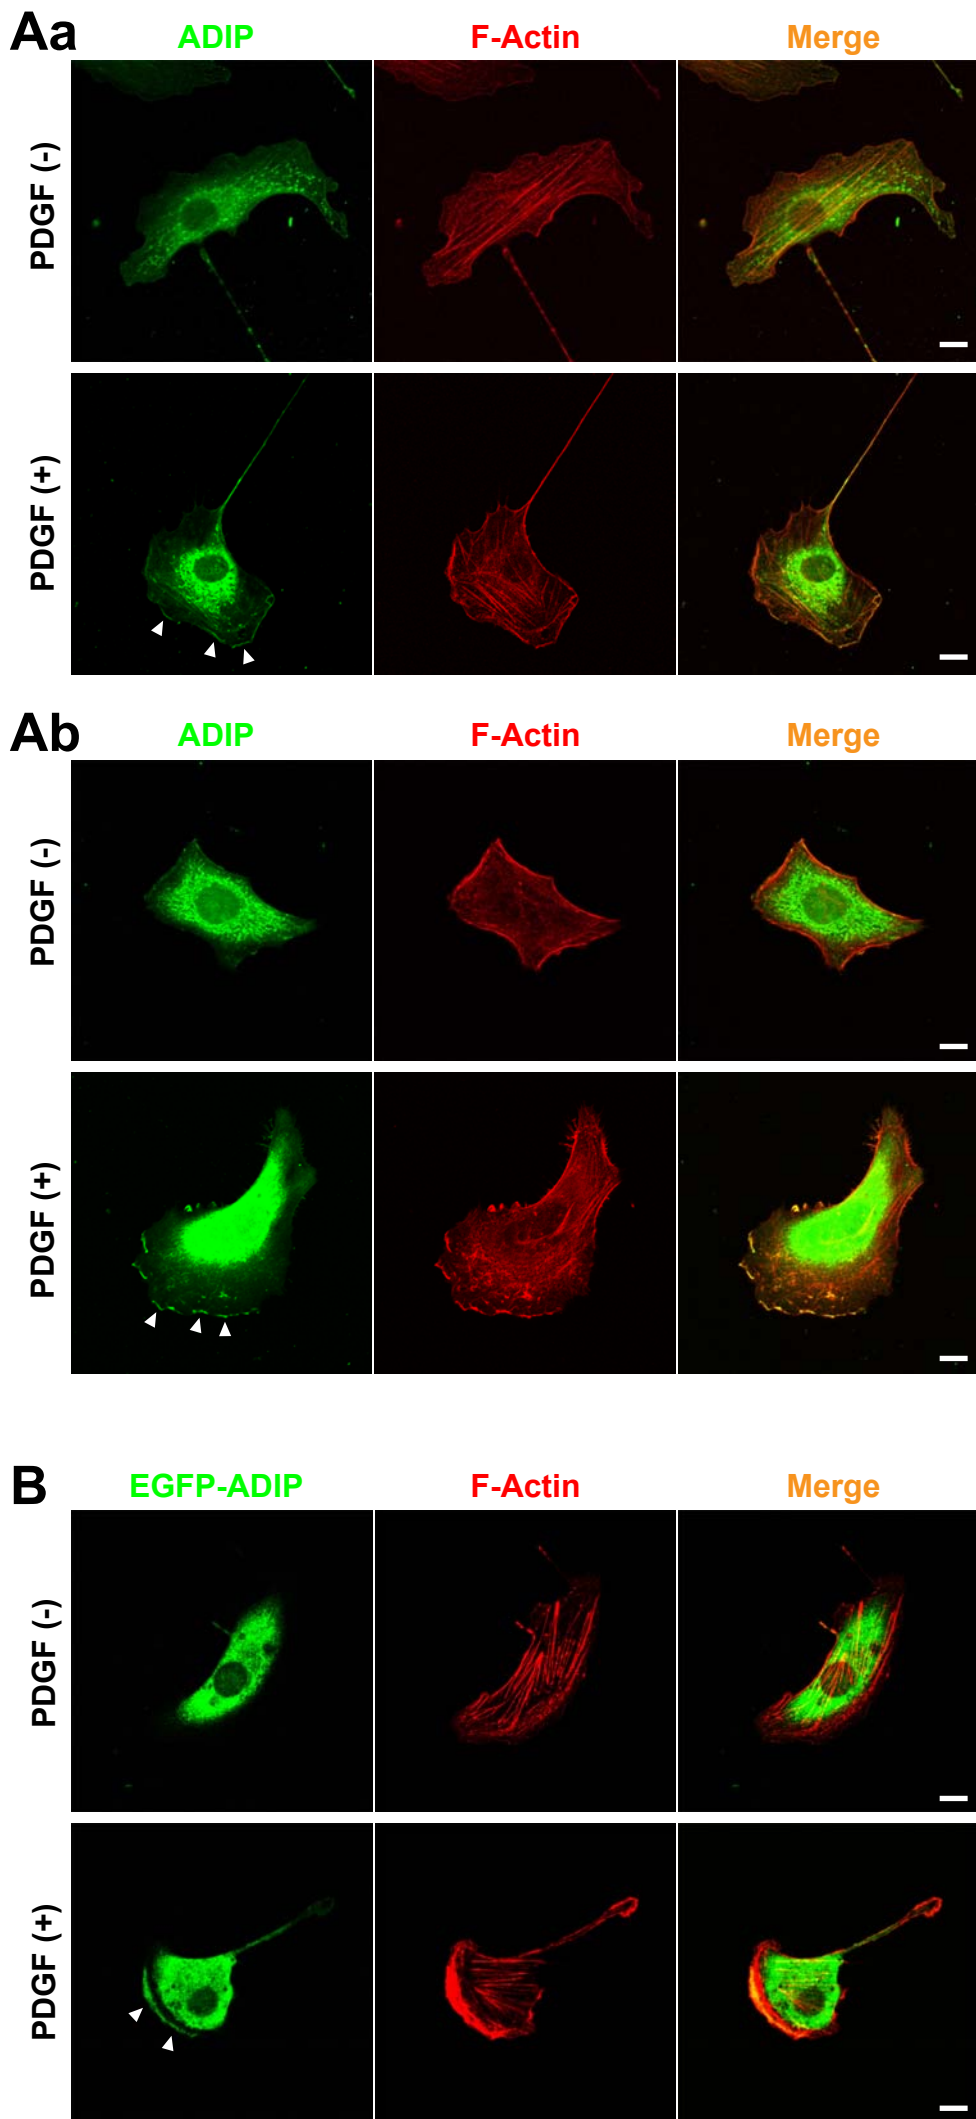 Aa
ADIP F-Actin Merge
PDGF (-)
PDGF (+)
Ab
ADIP F-Actin Merge
PDGF (-)
PDGF (+)
B
EGFP-ADIP F-Actin Merge
PDGF (-)
PDGF (+)